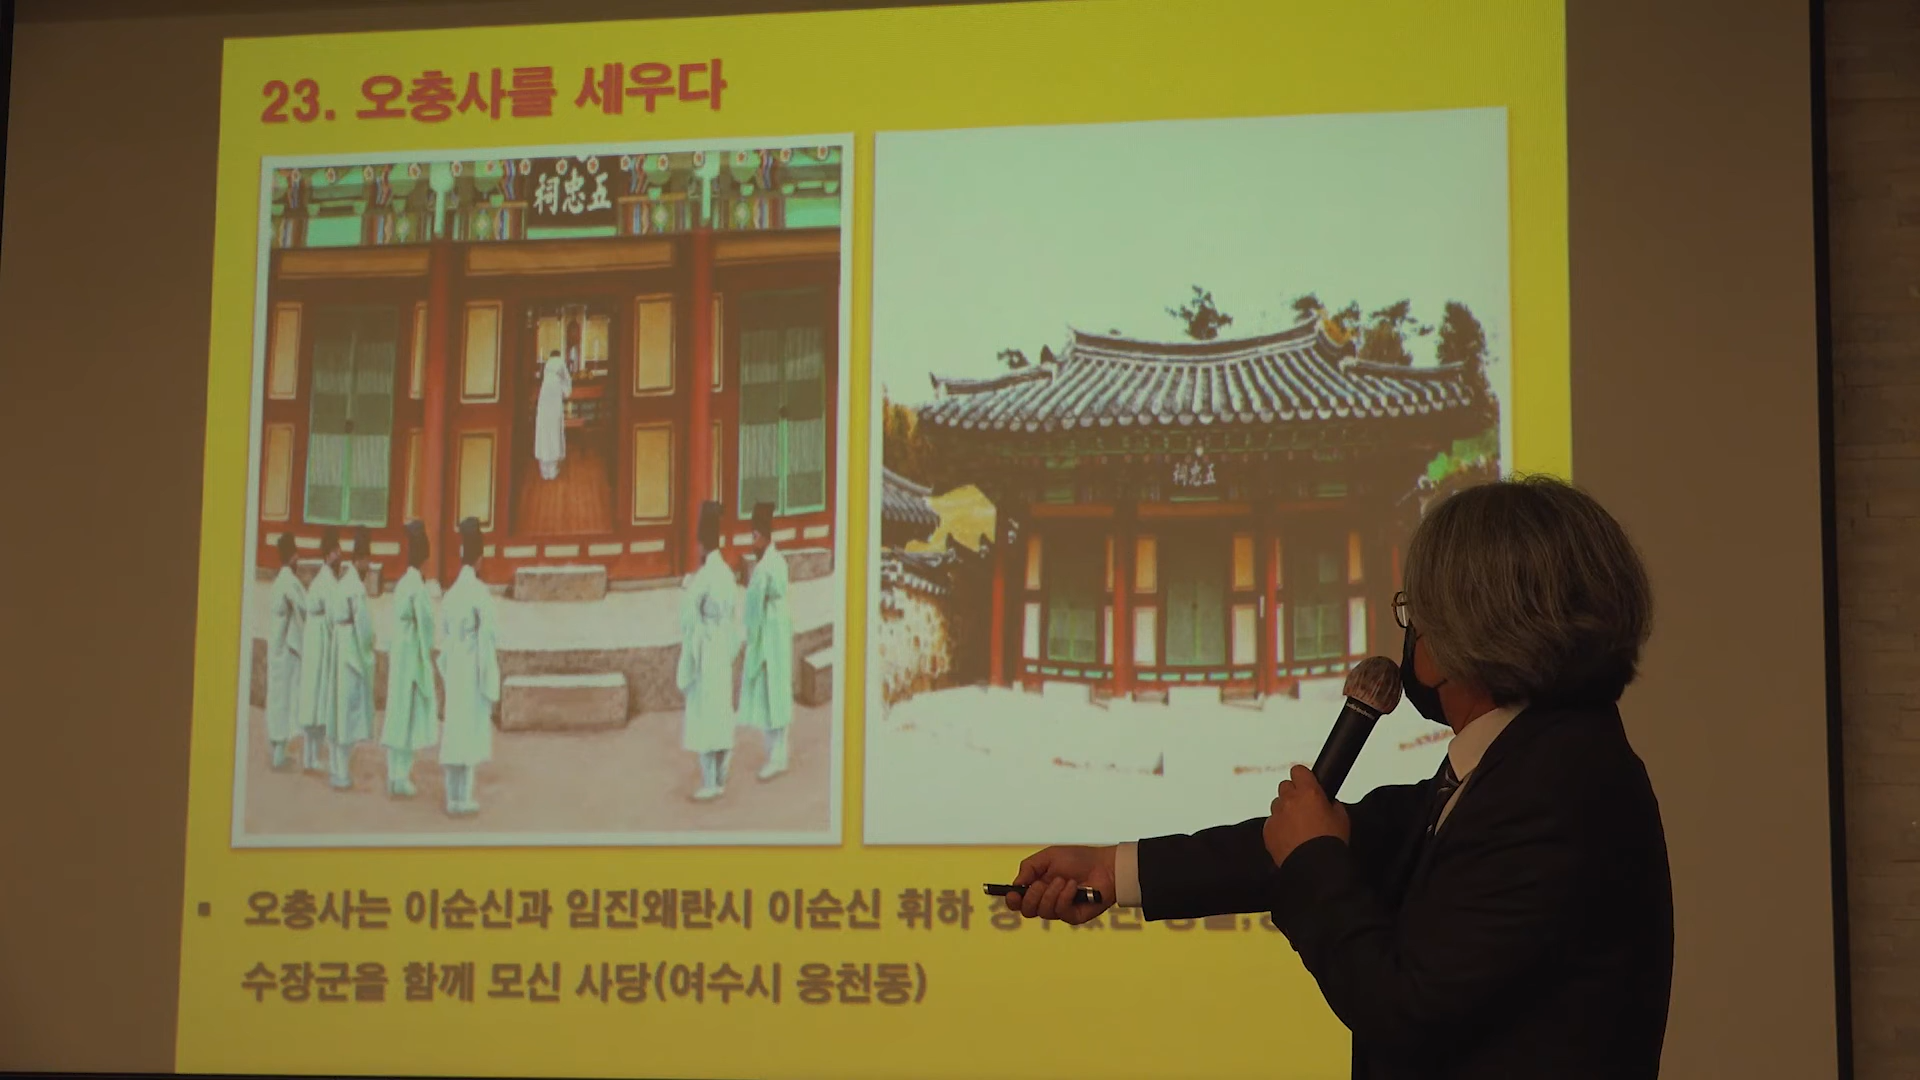 23. 오충사를 세우다
祠忠五
祠忠五
오충사는 이순신과 임진왜란시 이순신 휘하
수장군을 함께 모신 사당(여수시 웅천동)